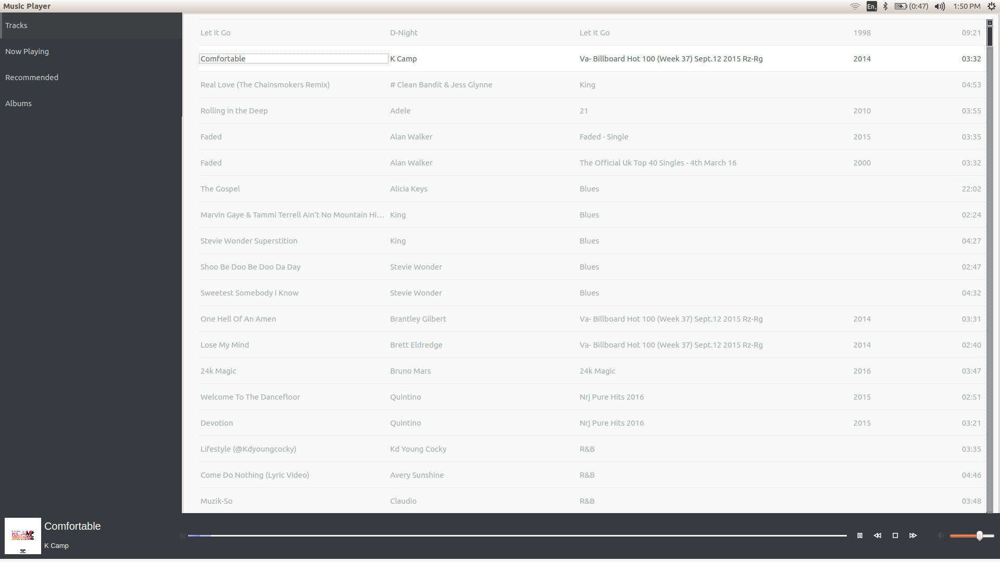 Music Player En1 (0:47) 1:50 PM
Tracks
Now Playing
Recommended
Albums
Let It Go D-Night Let It Go 1998 09:21
Comfortable K Camp Va- Billboard Hot 100 (Week 37) Sept.12 2015 Rz-Rg 2014 03:32
Real Love (The Chainsmokers Remix) # Clean Bandit & Jess Glynne King 04:53
Rolling in the Deep Adele 21 2010 03:55
Faded Alan Walker Faded - Single 2015 03:35
Faded Alan Walker The Official Uk Top 40 Singles - 4th March 16 2000 03:32
The Gospel Alicia Keys Blues 22:02
Marvin Gaye & Tammi Terrell Ain't No Mountain Hi... King Blues 02:24
Stevie Wonder Superstition King Blues 04:27
Shoo Be Doo Be Doo Da Day Stevie Wonder Blues 02:47
Sweetest Somebody I Know Stevie Wonder Blues 04:32
One Hell Of An Amen Brantley Gilbert Va- Billboard Hot 100 (Week 37) Sept.12 2015 Rz-Rg 2014 03:31
Lose My Mind Brett Eldredge Va- Billboard Hot 100 (Week 37) Sept.12 2015 Rz-Rg 2014 02:40
24k Magic Bruno Mars 24k Magic 2016 03:47
Welcome To The Dancefloor Quintino Nrj Pure Hits 2016 2015 02:51
Devotion Quintino Nrj Pure Hits 2016 2015 03:21
Lifestyle (@Kdyoungcocky) Kd Young Cocky R&B 03:35
Come Do Nothing (Lyric Video) Avery Sunshine R&B 04:46
Muzik-So Claudio R&B 03:48
Comfortable
K Camp